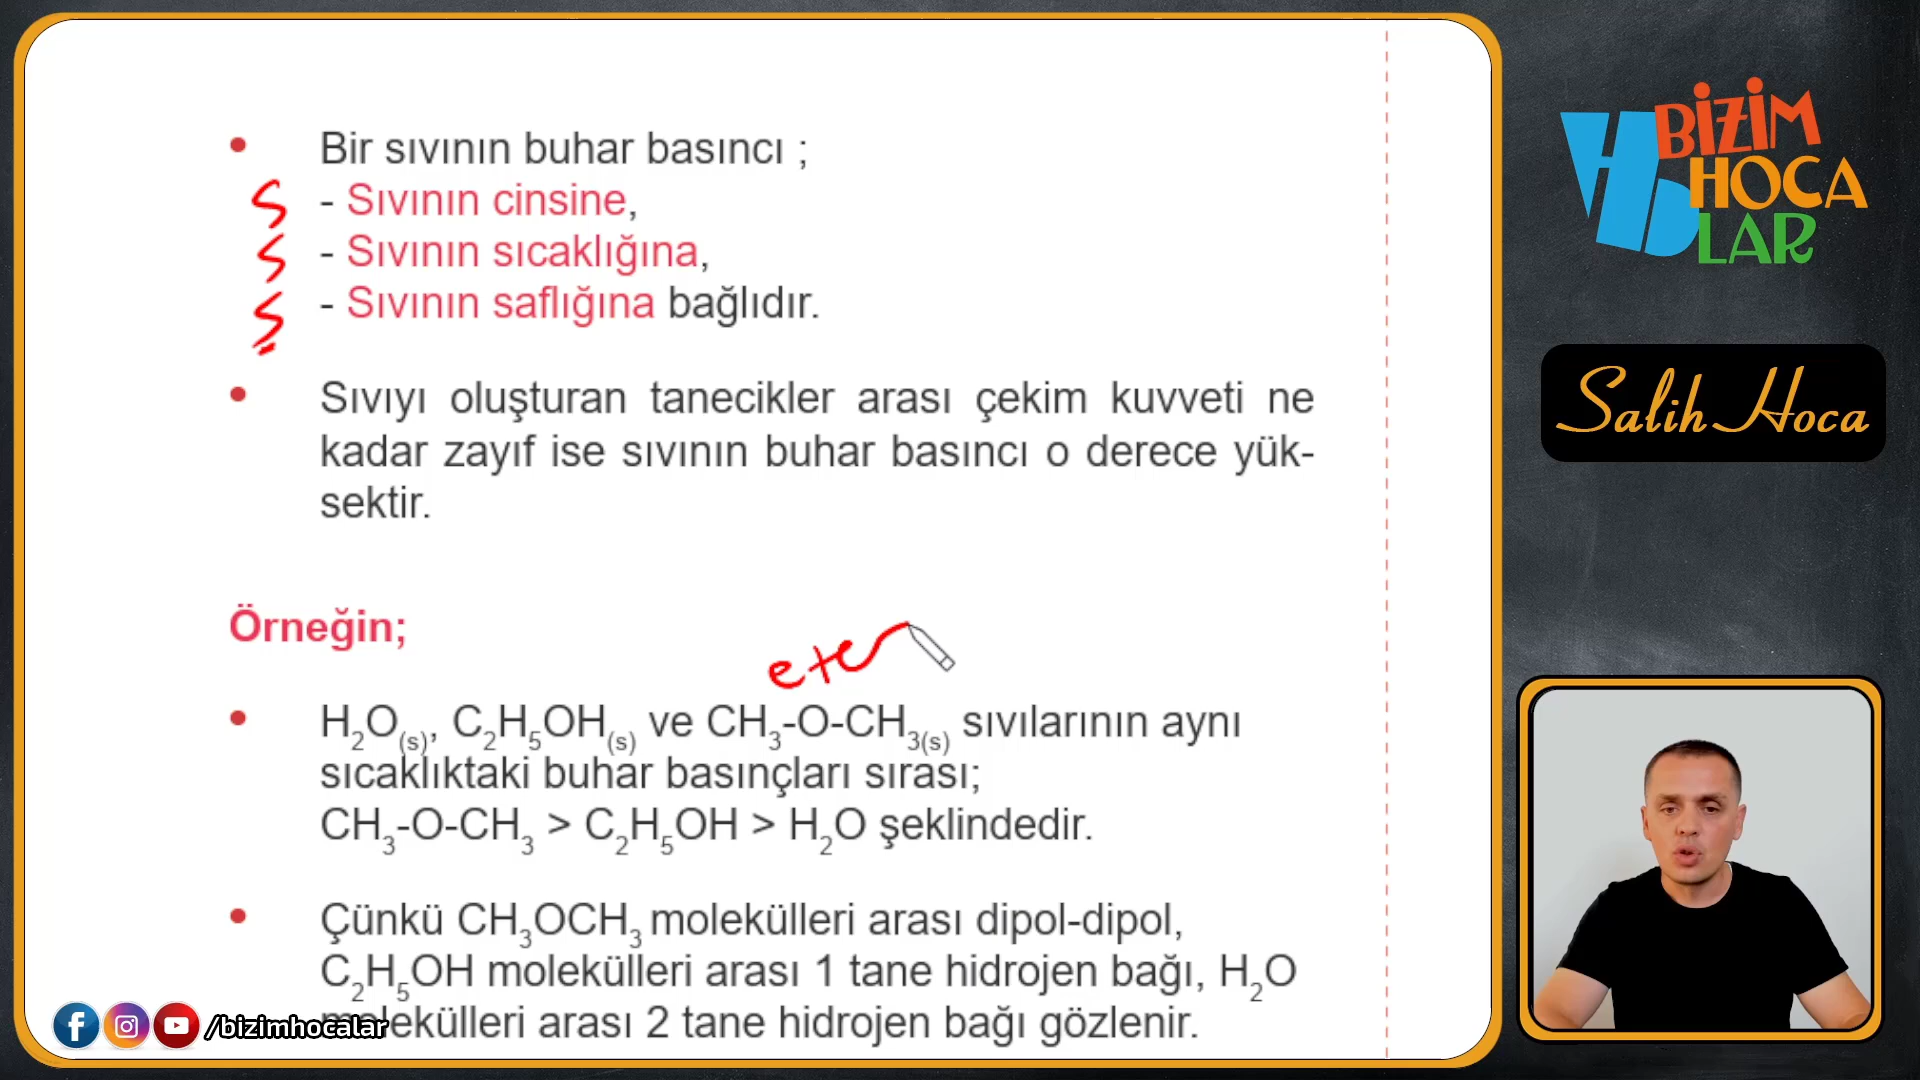 Bir sıvının buhar basıncı ;
- Sıvının cinsine,
- Sıvının sıcaklığına,
- Sıvının saflığına bağlıdır.
Sıvıyı oluşturan tanecikler arası çekim kuvveti ne
kadar zayıf ise sıvının buhar basıncı o derece yük-
sektir.
Örneğin;
eter
H₂O(s), C₂H₅OH(s) ve CH₃-O-CH₃(s) sıvılarının aynı
sıcaklıktaki buhar basınçları sırası;
CH₃-O-CH₃ > C₂H₅OH > H₂O şeklindedir.
Çünkü CH₃OCH₃ molekülleri arası dipol-dipol,
C₂H₅OH molekülleri arası 1 tane hidrojen bağı, H₂O
molekülleri arası 2 tane hidrojen bağı gözlenir.
/bizimhocalar
BİZİM
HOCA
LAR
Salih Hoca